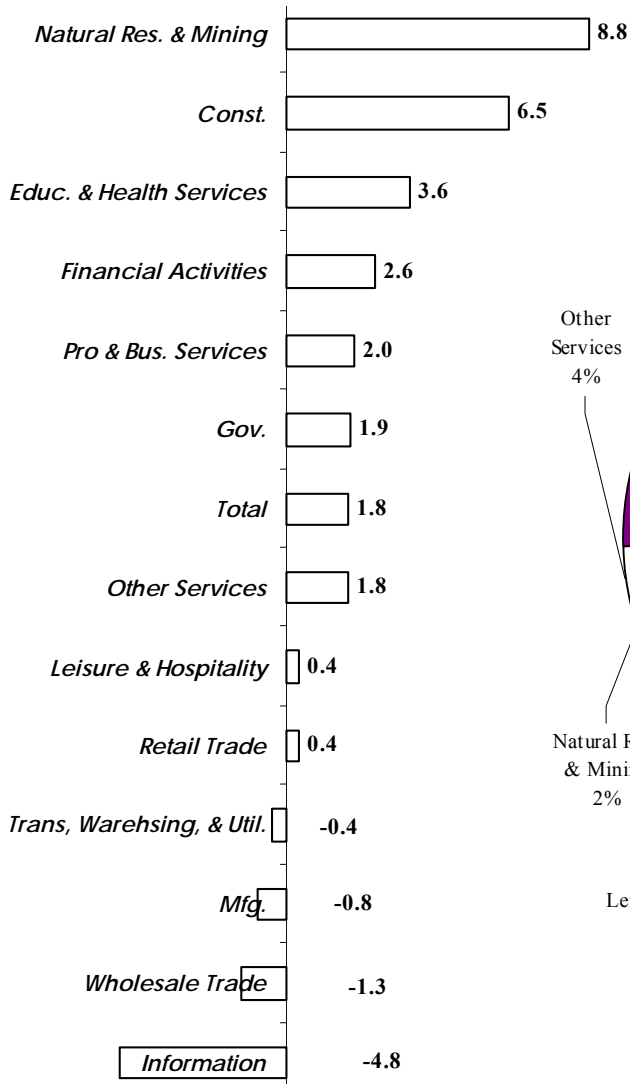 Natural Res. & Mining 8.8
Const. 6.5
Educ. & Health Services 3.6
Financial Activities 2.6
Pro & Bus. Services 2.0
Gov. 1.9
Total 1.8
Other Services 1.8
Leisure & Hospitality 0.4
Retail Trade 0.4
Trans, Warehsing, & Util. -0.4
Mfg. -0.8
Wholesale Trade -1.3
Information -4.8
Other
Services
4%
Natural
&
2%